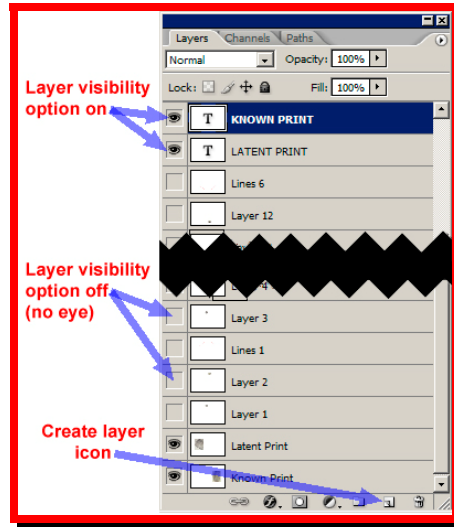 Layers Channels Paths
Normal Opacity: 100%
Lock: Fill: 100%
Layer visibility
option on
T KNOWN PRINT
T LATENT PRINT
Lines 6
Layer 12
Layer visibility
option off
(no eye)
Layer 3
Lines 1
Layer 2
Layer 1
Create layer
icon
Latent Print
Known Print